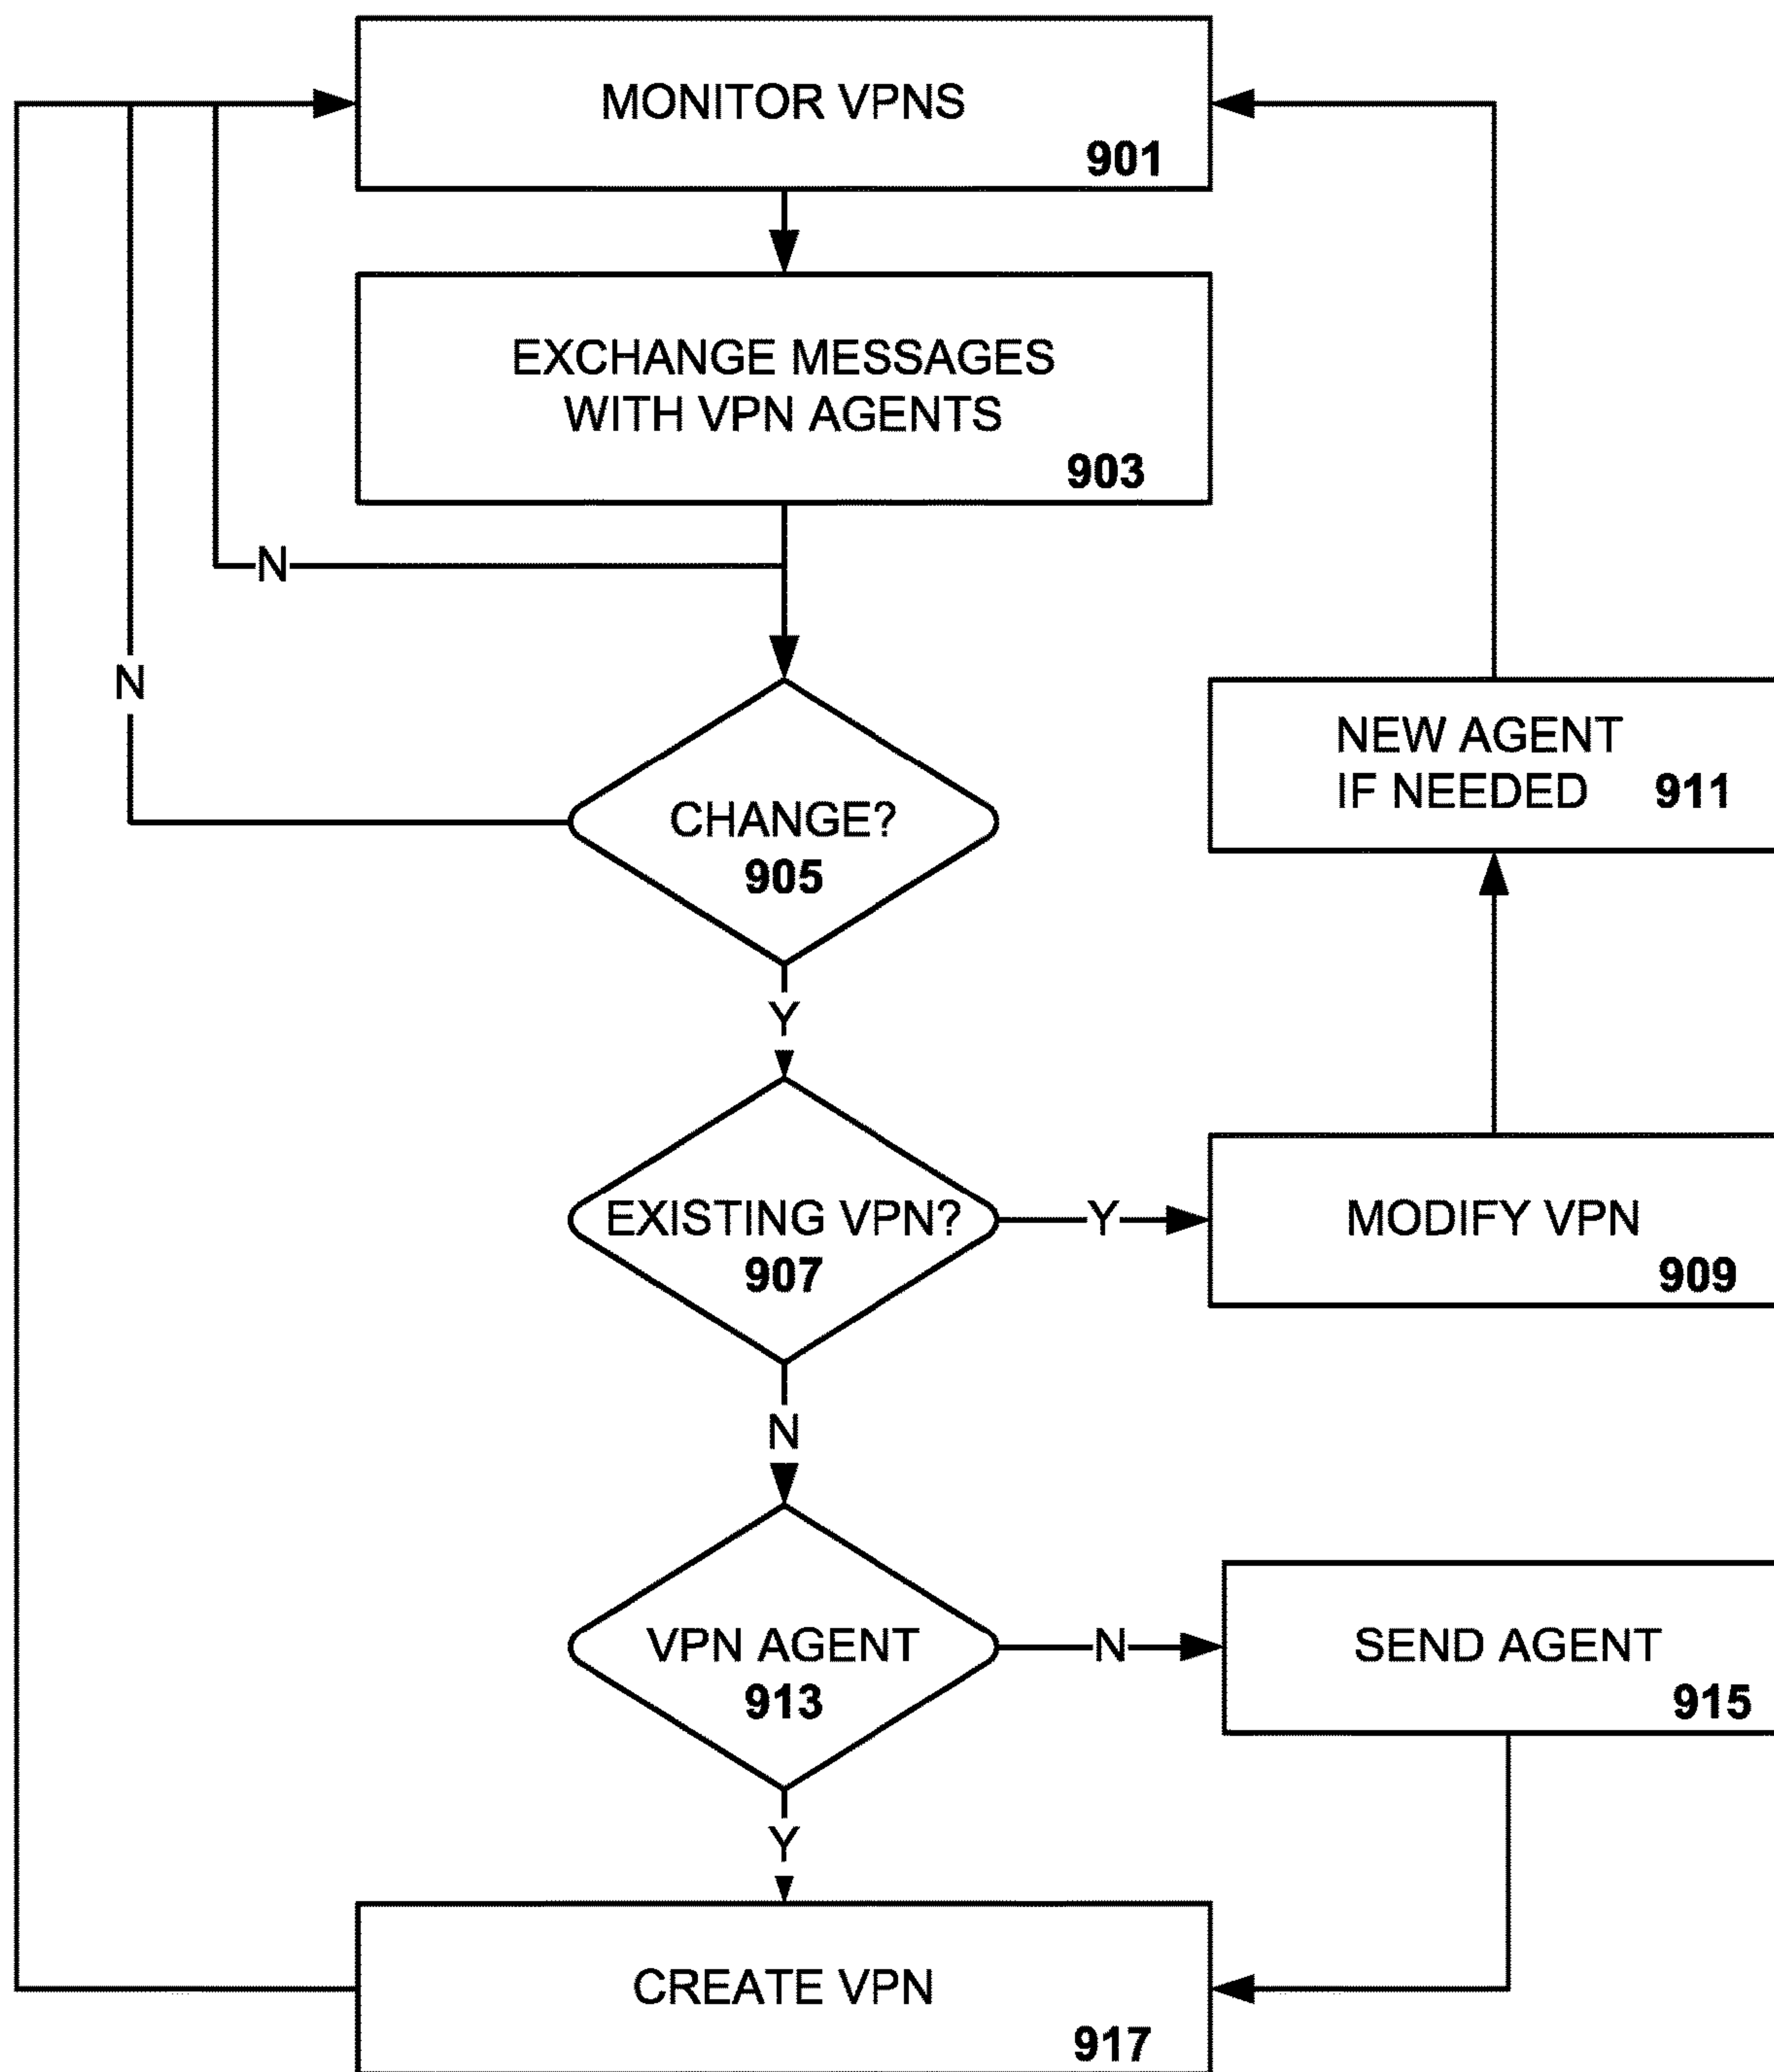 MONITOR VPNS
901
EXCHANGE MESSAGES
WITH VPN AGENTS
903
N
N
CHANGE?
905
NEW AGENT
IF NEEDED 911
Y
EXISTING VPN?
907
Y
MODIFY VPN
909
N
VPN AGENT
913
N
SEND AGENT
915
Y
CREATE VPN
917